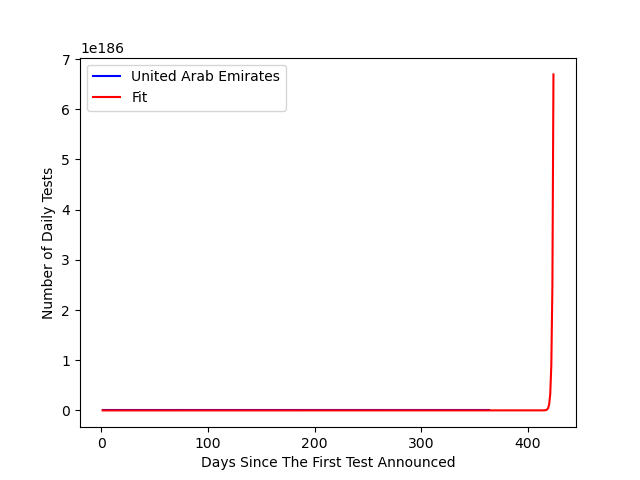 1e186
7
6
5
4
3
2
1
0
Number of Daily Tests
United Arab Emirates
Fit
0 100 200 300 400
Days Since The First Test Announced